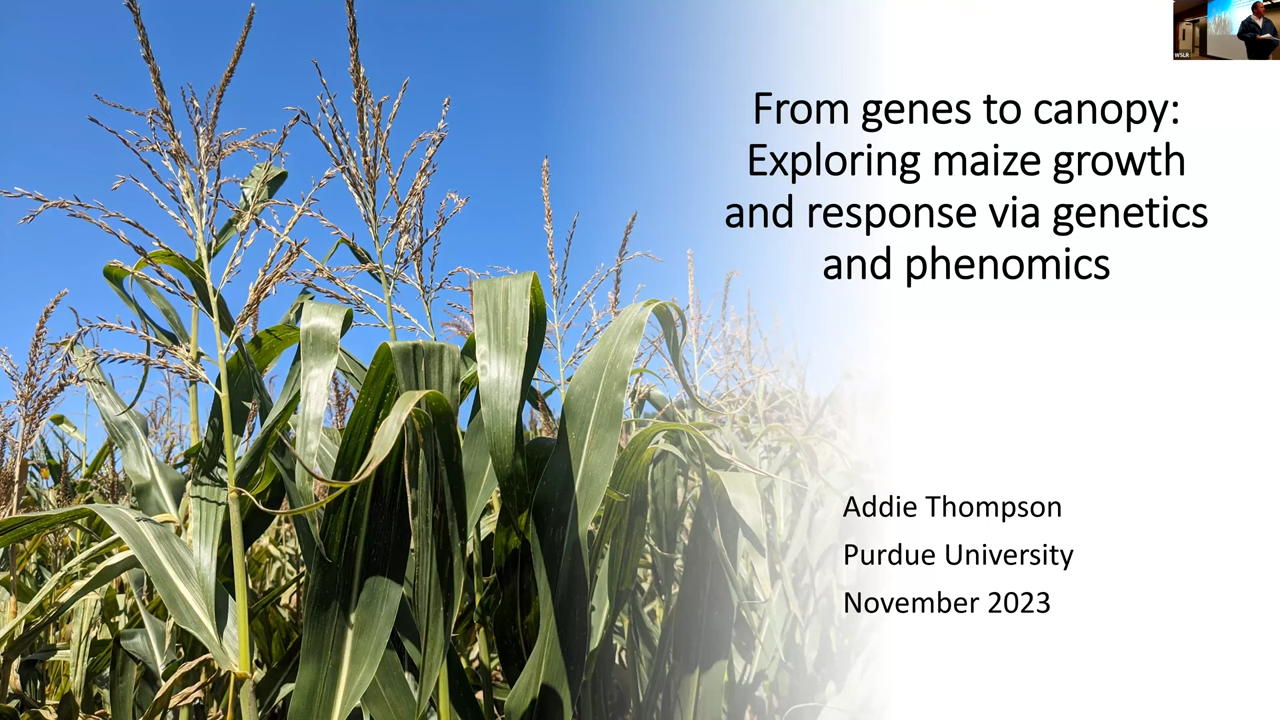 WSLR
From genes to canopy:
Exploring maize growth
and response via genetics
and phenomics
Addie Thompson
Purdue University
November 2023